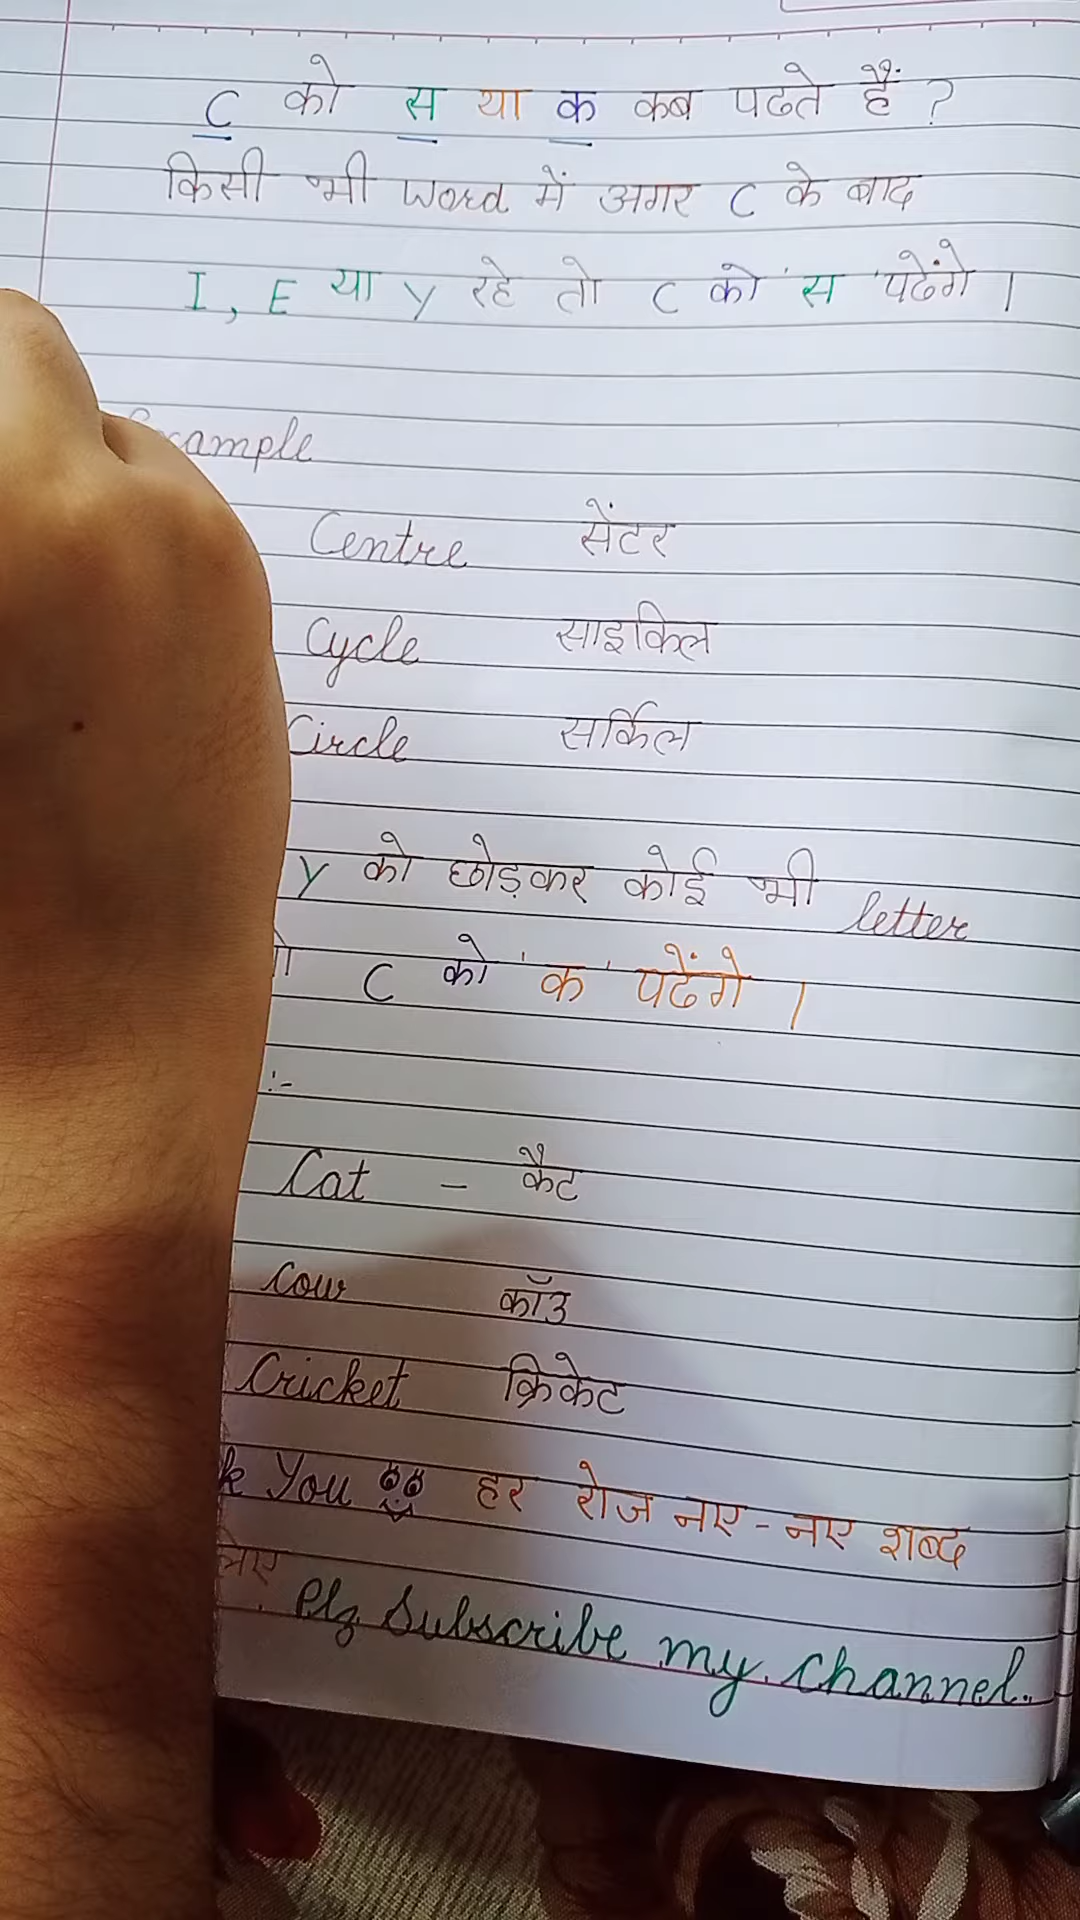 C को स या क कब पढते हैं ?
किसी भी word में अगर C के बाद
I, E या Y रहे तो C को 'स' पढेंगे ।
Centre सेंटर
Cycle साइकिल
Circle सर्किल
Y को छोड़कर कोई भी letter
C को 'क' पढेंगे ।
:-
Cat - कैट
Cow कॉउ
Cricket क्रिकेट
You हर रोज नए-नए शब्द
Plz Subscribe my channel.